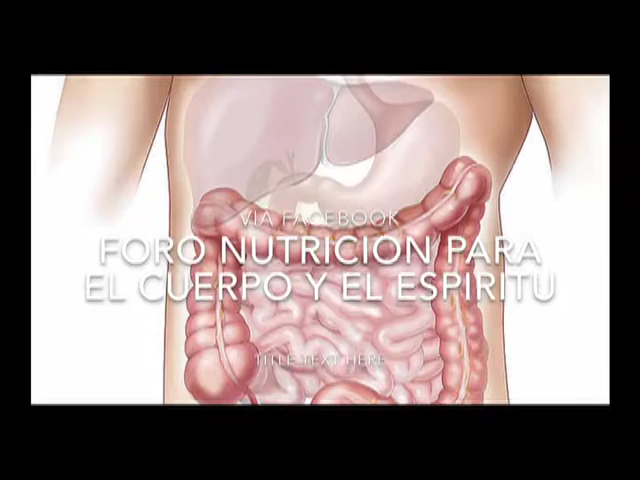 VIA FACEBOOK
FORO NUTRICION PARA
EL CUERPO Y EL ESPIRITU
TITLE TEXT HERE